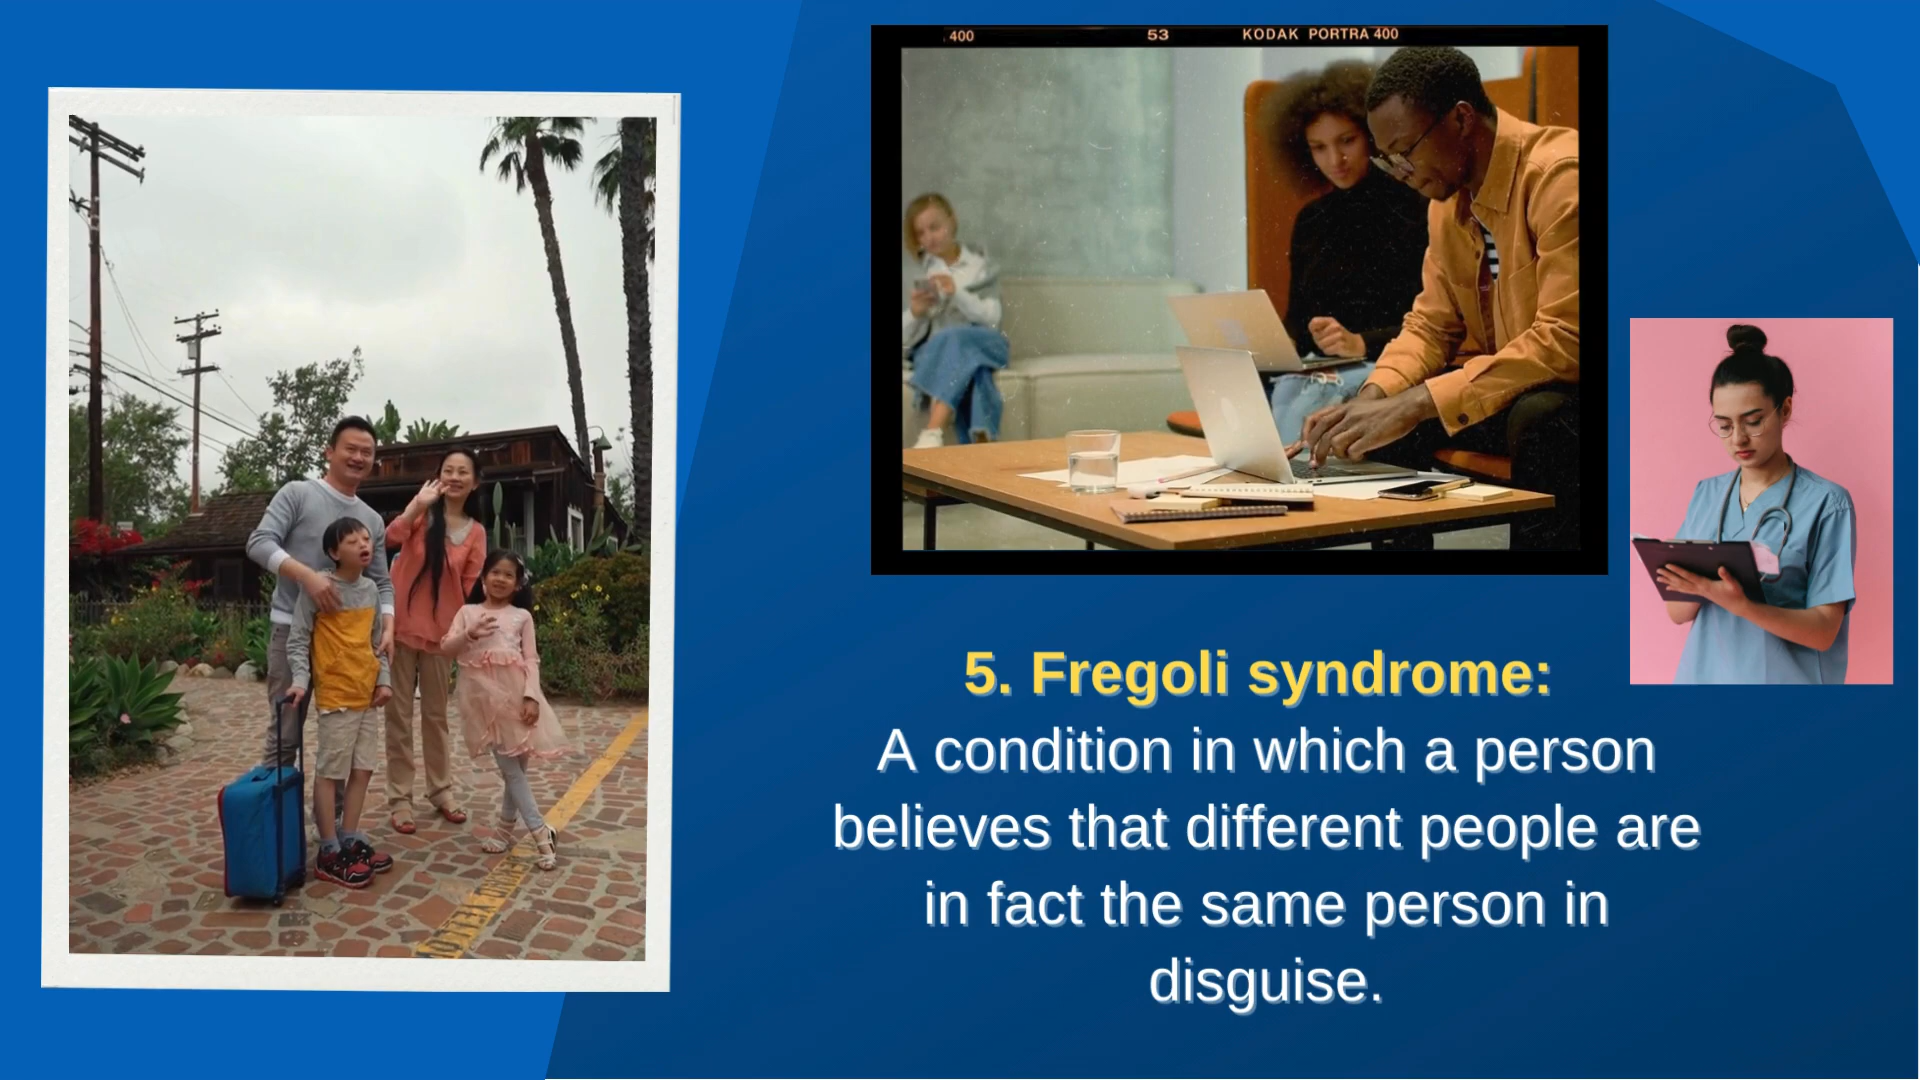 400 53 KODAK PORTRA 400
5. Fregoli syndrome:
A condition in which a person
believes that different people are
in fact the same person in
disguise.